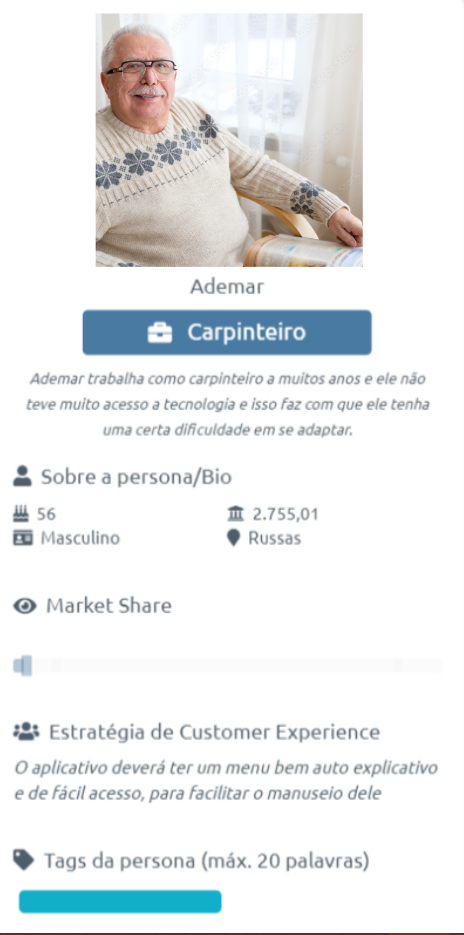 Ademar
Carpinteiro
Ademar trabalha como carpinteiro a muitos anos e ele não
teve muito acesso a tecnologia e isso faz com que ele tenha
uma certa dificuldade em se adaptar.
Sobre a persona/Bio
56
2.755,01
Masculino
Russas
Market Share
Estratégia de Customer Experience
O aplicativo deverá ter um menu bem auto explicativo
e de fácil acesso, para facilitar o manuseio dele
Tags da persona (máx. 20 palavras)